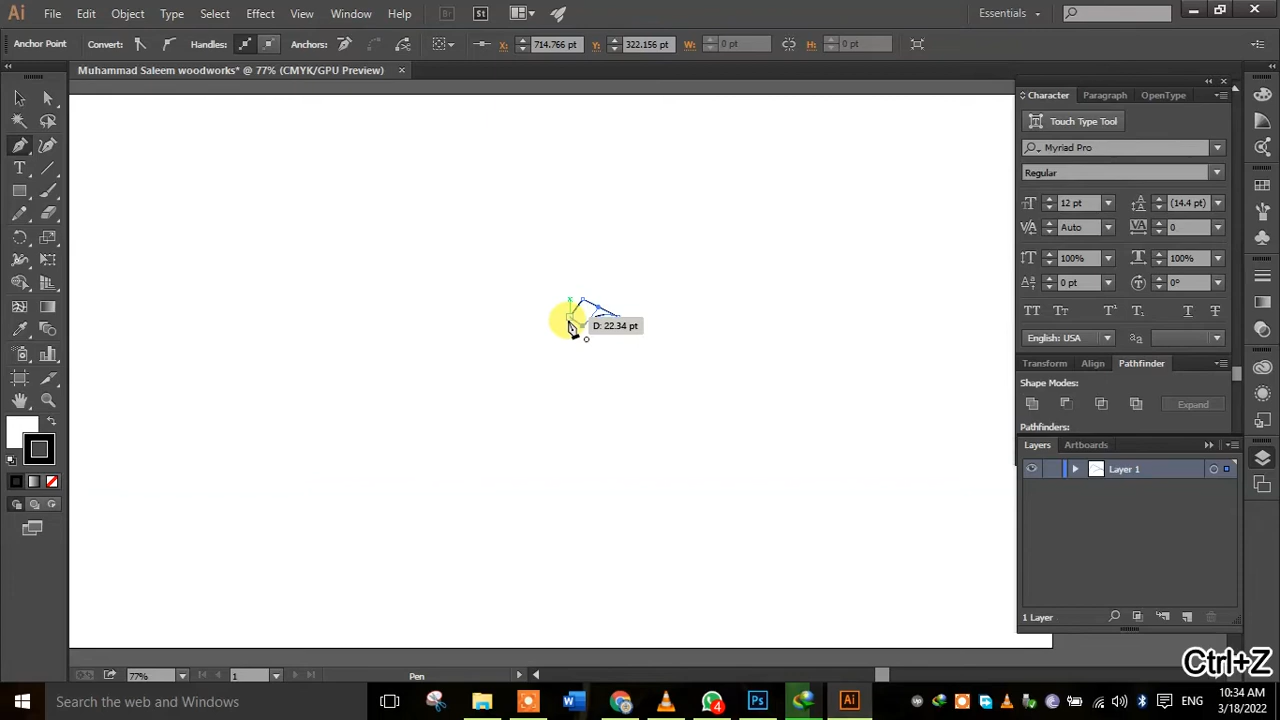 Ai File Edit Object Type Select Effect View Window Help Br St Essentials
Anchor Point Convert: Handles: Anchors: X: 714.766 pt Y: 322.156 pt W: 0 pt H: 0 pt
Muhammad Saleem woodworks* @ 77% (CMYK/GPU Preview)
Character Paragraph OpenType
Touch Type Tool
Myriad Pro
Regular
12 pt (14.4 pt)
Auto 0
100% 100%
0 pt 0°
English: USA
Transform Align Pathfinder
Shape Modes:
Expand
Pathfinders:
D: 22.34 pt
Layers Artboards
Layer 1
1 Layer
77% 1 Pen
Ctrl+Z
Search the web and Windows
4
Ai
ENG
10:34 AM
3/18/2022